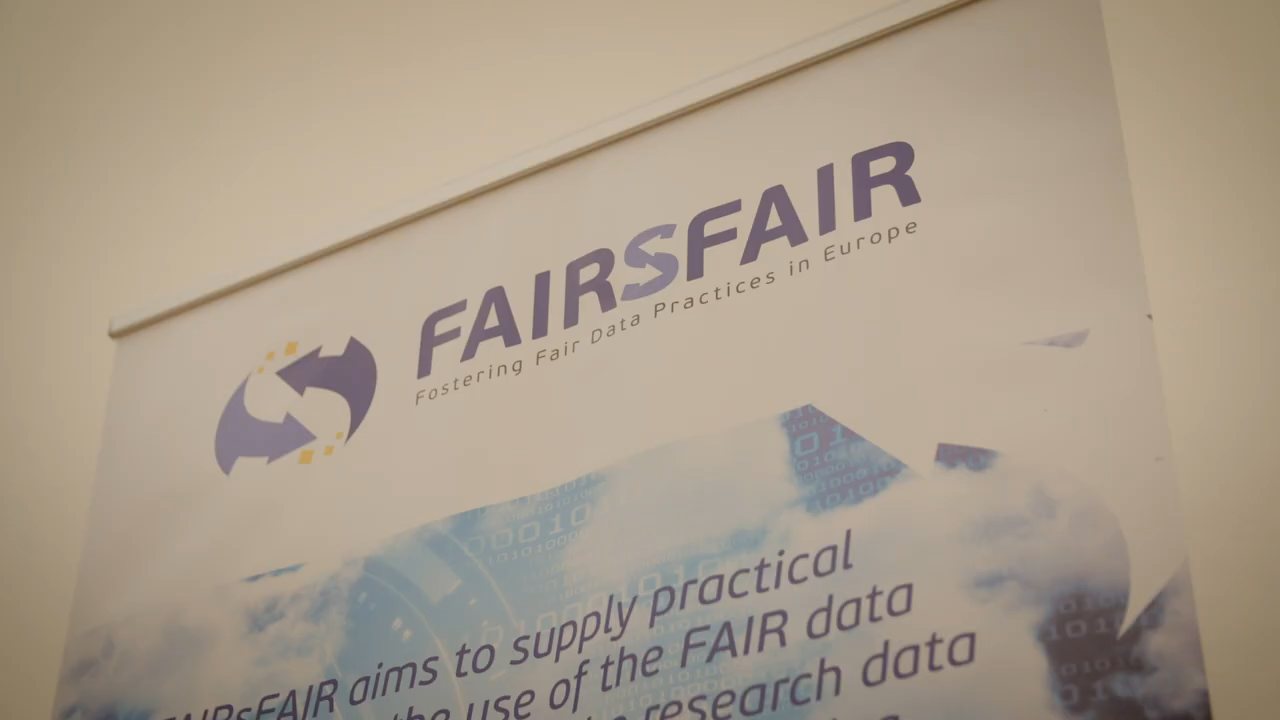 FAIRSFAIR
Fostering Fair Data Practices in Europe
FAIRsFAIR aims to supply practical
the use of the FAIR data
research data